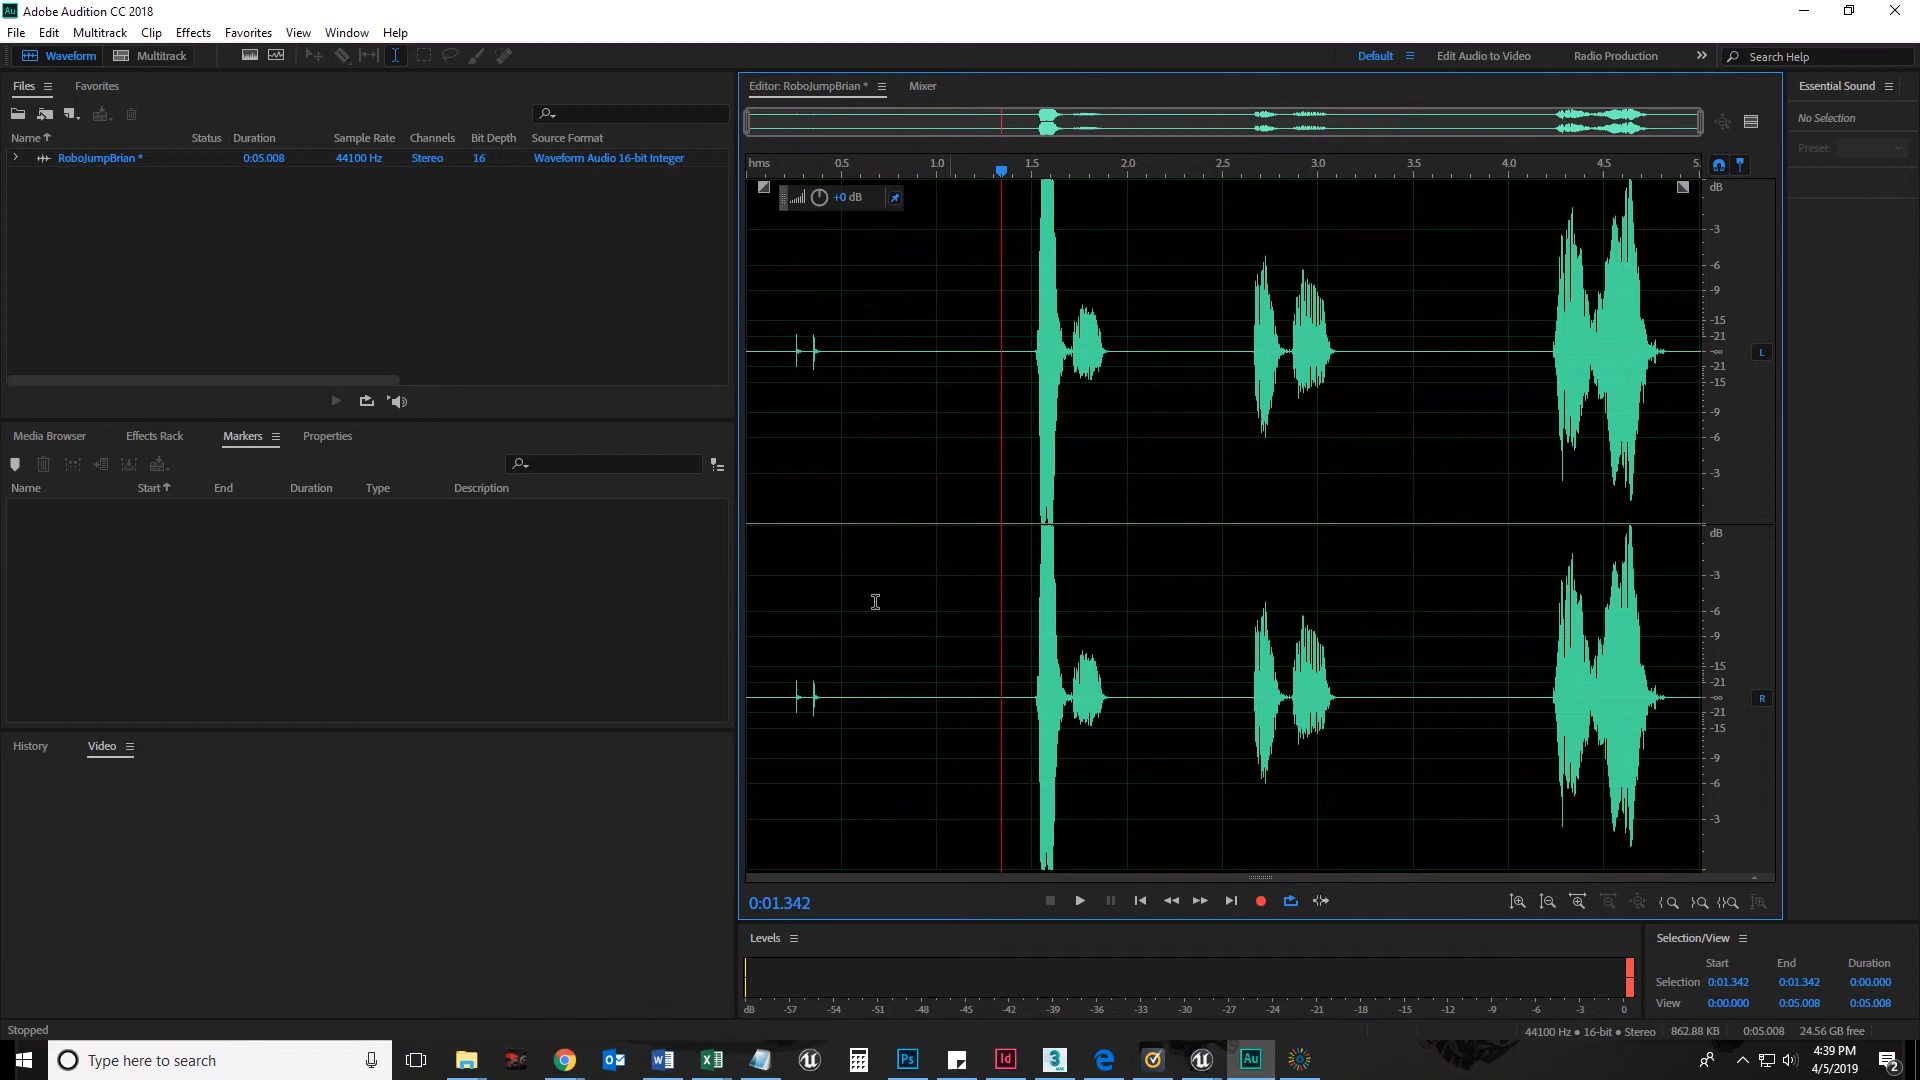 Au Adobe Audition CC 2018
File Edit Multitrack Clip Effects Favorites View Window Help
Waveform Multitrack
Default Edit Audio to Video Radio Production Search Help
Files Favorites
Name Status Duration Sample Rate Channels Bit Depth Source Format
RoboJumpBrian * 0:05.008 44100 Hz Stereo 16 Waveform Audio 16-bit Integer
Media Browser Effects Rack Markers Properties
Name Start End Duration Type Description
History Video
Editor: RoboJumpBrian * Mixer
hms 0.5 1.0 1.5 2.0 2.5 3.0 3.5 4.0 4.5 5.
+0 dB
dB
-3
-6
-9
-15
-21
-∞
-21
-15
-9
-6
-3
L
dB
-3
-6
-9
-15
-21
-∞
-21
-15
-9
-6
-3
R
0:01.342
Levels
dB -57 -54 -51 -48 -45 -42 -39 -36 -33 -30 -27 -24 -21 -18 -15 -12 -9 -6 -3 0
Essential Sound
No Selection
Preset:
Selection/View
Start End Duration
Selection 0:01.342 0:01.342 0:00.000
View 0:00.000 0:05.008 0:05.008
Stopped
44100 Hz • 16-bit • Stereo 862.88 KB 0:05.008 24.56 GB free
Type here to search
Ps Id 3 Au
4:39 PM
4/5/2019
2